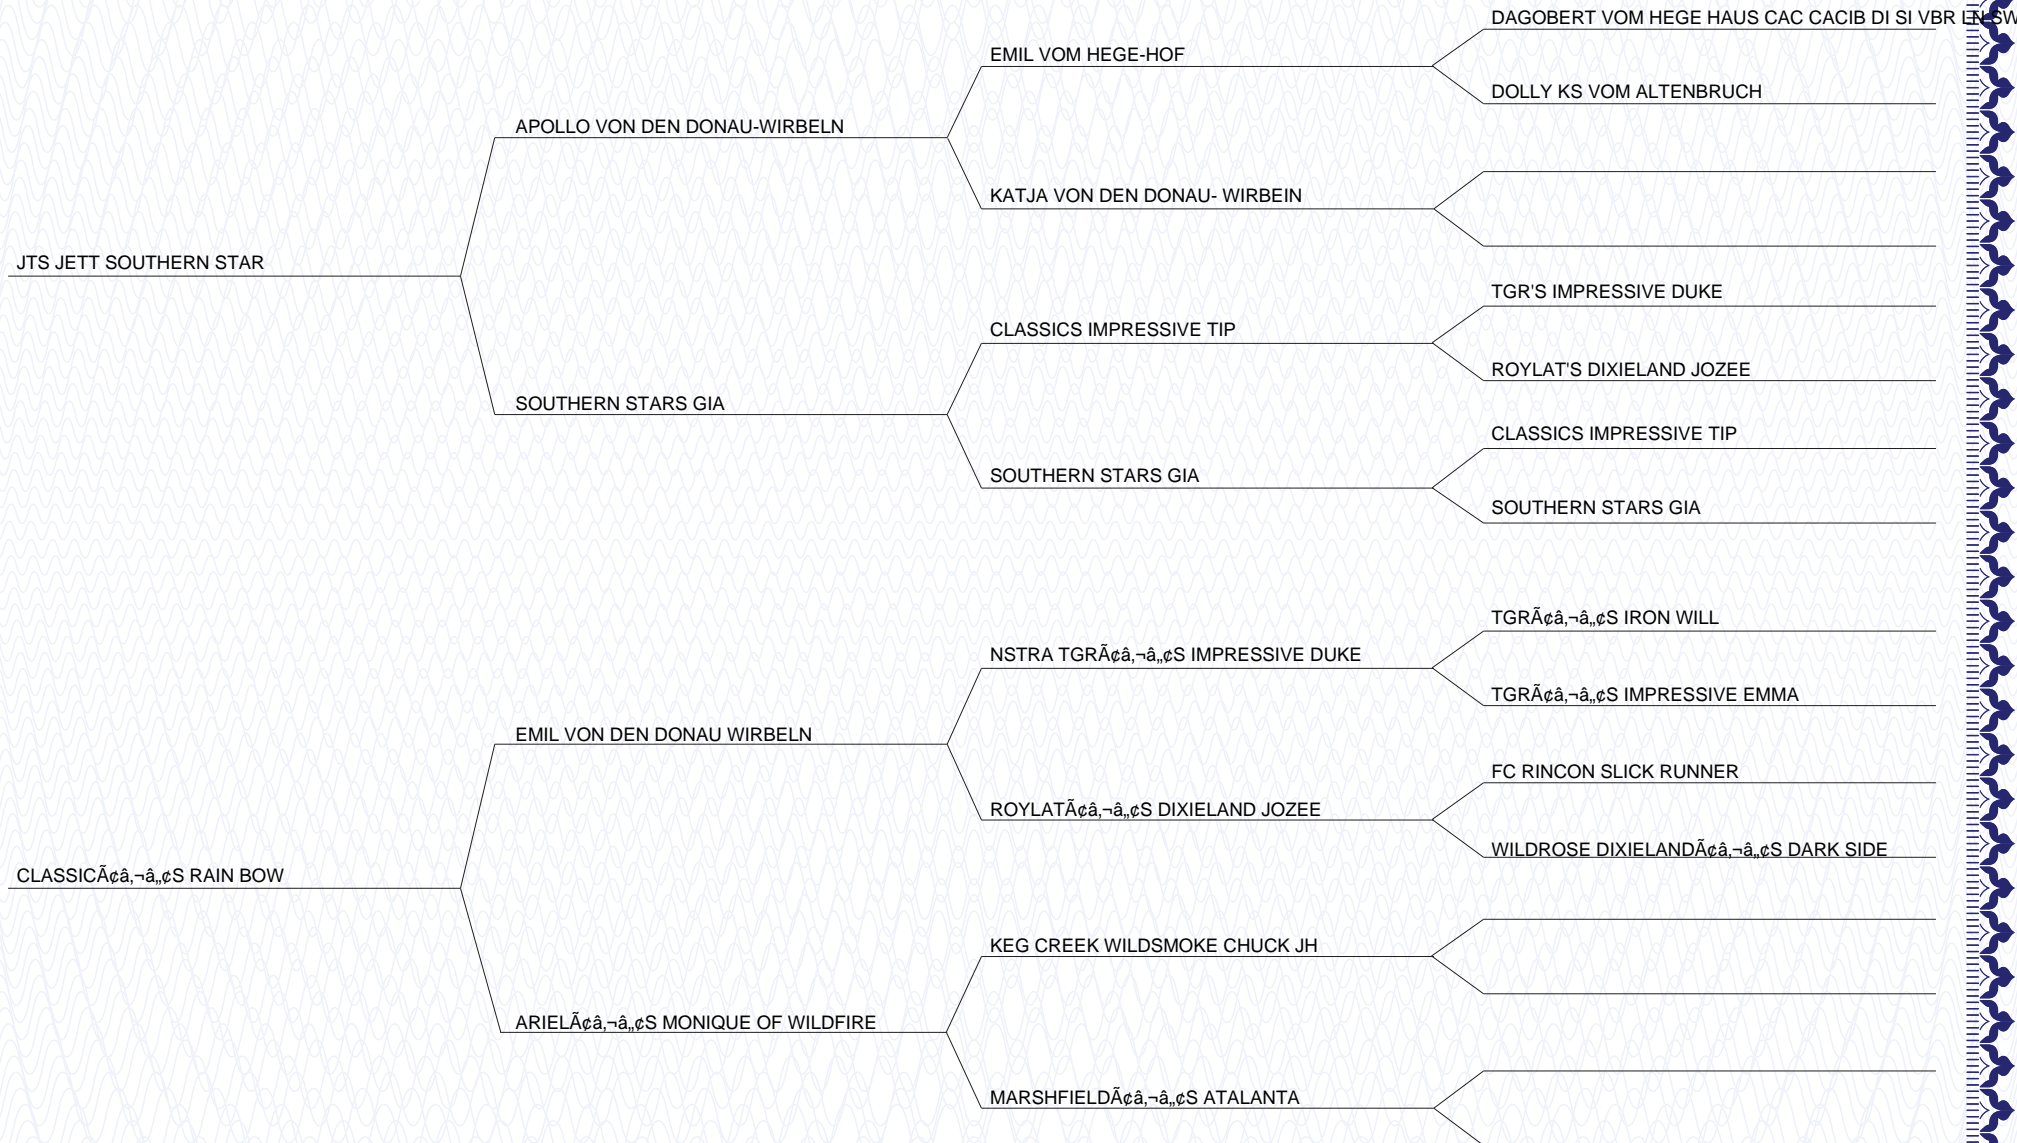 DAGOBERT VOM HEGE HAUS CAC CACIB DI SI VBR LN SW
EMIL VOM HEGE-HOF
DOLLY KS VOM ALTENBRUCH
APOLLO VON DEN DONAU-WIRBELN
KATJA VON DEN DONAU- WIRBEIN
JTS JETT SOUTHERN STAR
TGR'S IMPRESSIVE DUKE
CLASSICS IMPRESSIVE TIP
ROYLAT'S DIXIELAND JOZEE
SOUTHERN STARS GIA
CLASSICS IMPRESSIVE TIP
SOUTHERN STARS GIA
SOUTHERN STARS GIA
TGRÃ¢â‚¬â„¢S IRON WILL
NSTRA TGRÃ¢â‚¬â„¢S IMPRESSIVE DUKE
TGRÃ¢â‚¬â„¢S IMPRESSIVE EMMA
EMIL VON DEN DONAU WIRBELN
FC RINCON SLICK RUNNER
ROYLATÃ¢â‚¬â„¢S DIXIELAND JOZEE
WILDROSE DIXIELANDÃ¢â‚¬â„¢S DARK SIDE
CLASSICÃ¢â‚¬â„¢S RAIN BOW
KEG CREEK WILDSMOKE CHUCK JH
ARIELÃ¢â‚¬â„¢S MONIQUE OF WILDFIRE
MARSHFIELDÃ¢â‚¬â„¢S ATALANTA